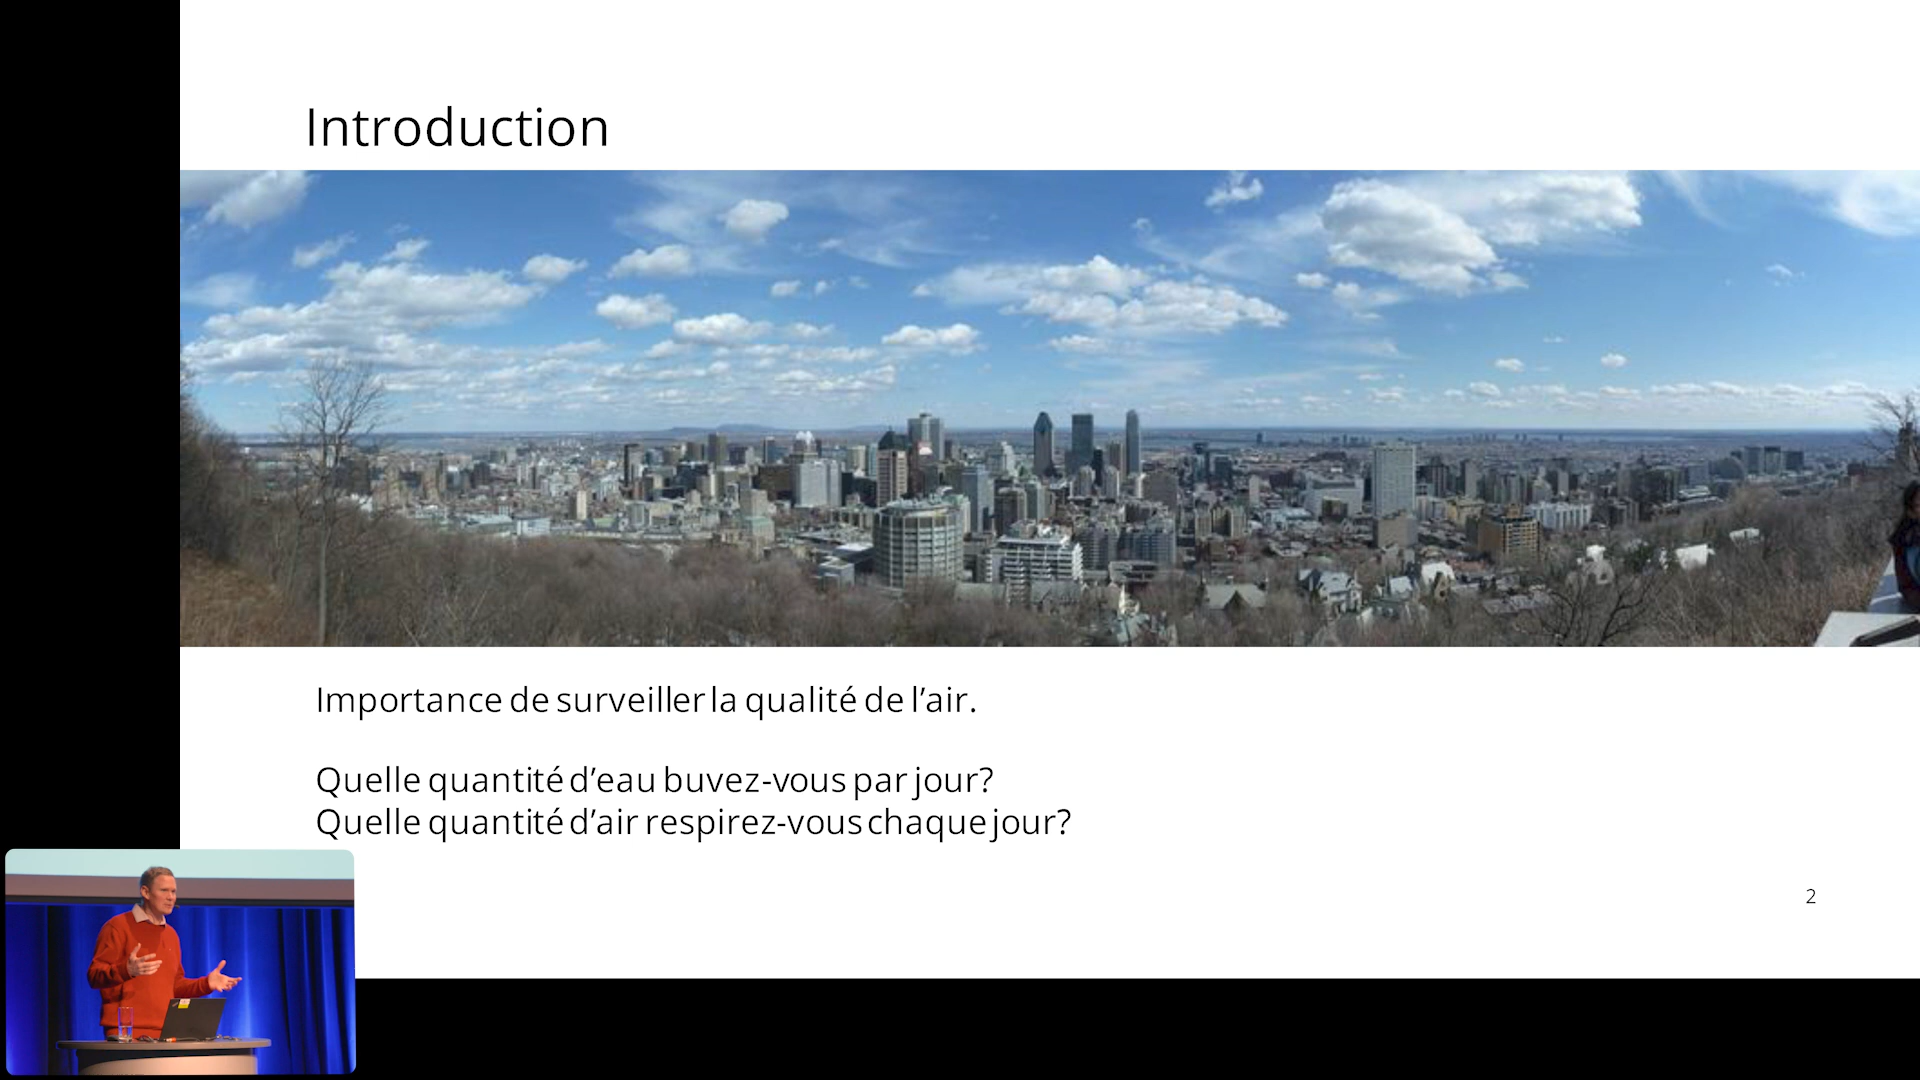 Introduction
Importance de surveiller la qualité de l’air.
Quelle quantité d’eau buvez-vous par jour?
Quelle quantité d’air respirez-vous chaque jour?
2